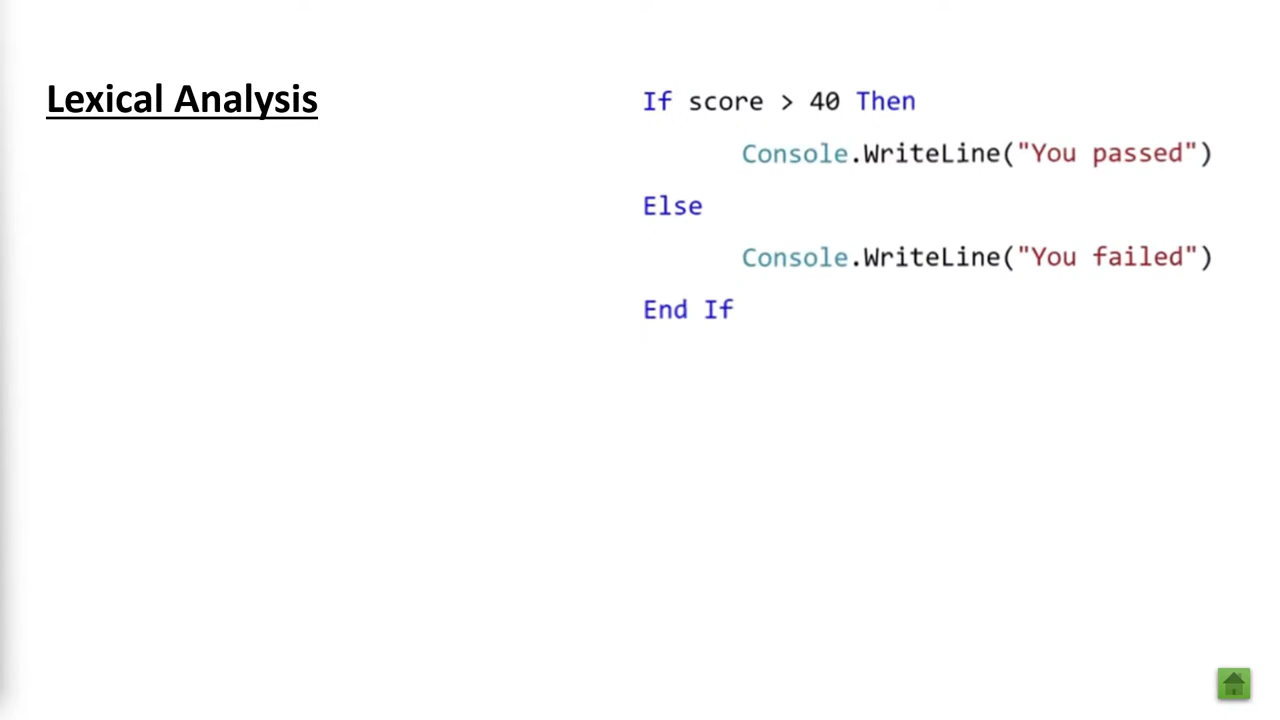 Lexical Analysis
If score > 40 Then
Console.WriteLine("You passed")
Else
Console.WriteLine("You failed")
End If